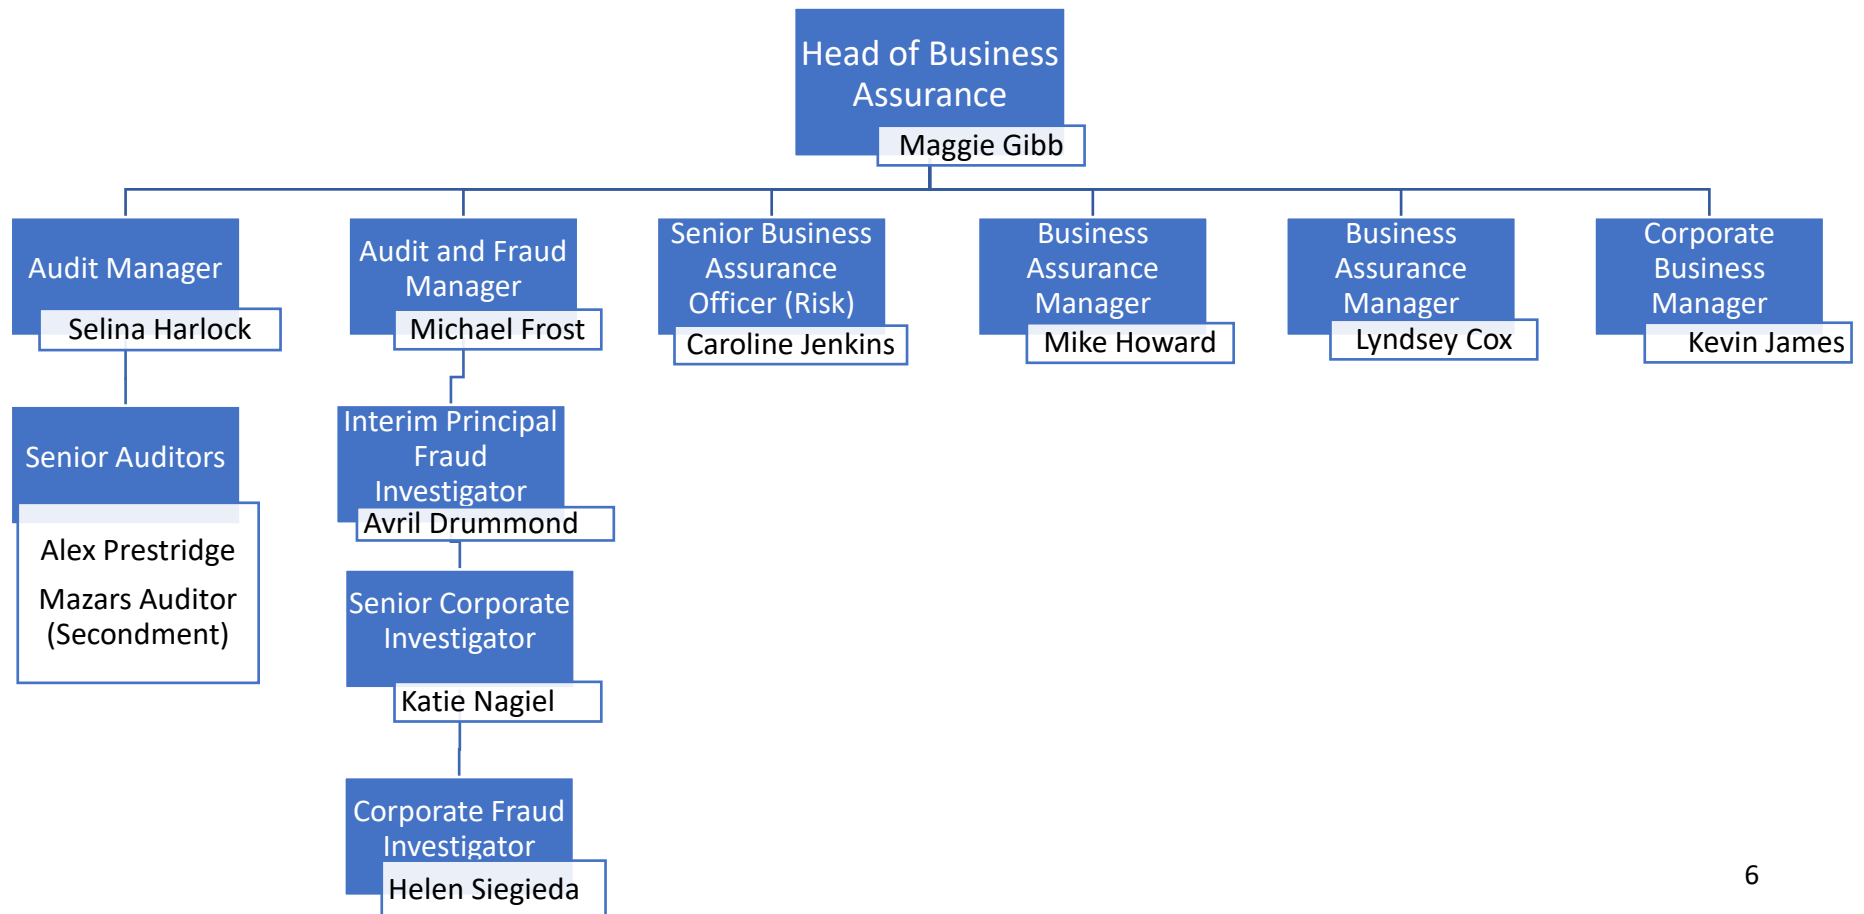 Head of Business
Assurance
Maggie Gibb
Audit Manager
Selina Harlock
Audit and Fraud
Manager
Michael Frost
Senior Business
Assurance
Officer (Risk)
Caroline Jenkins
Business
Assurance
Manager
Mike Howard
Business
Assurance
Manager
Lyndsey Cox
Corporate
Business
Manager
Kevin James
Senior Auditors
Alex Prestridge
Mazars Auditor
(Secondment)
Interim Principal
Fraud
Investigator
Avril Drummond
Senior Corporate
Investigator
Katie Nagiel
Corporate Fraud
Investigator
Helen Siegieda
6